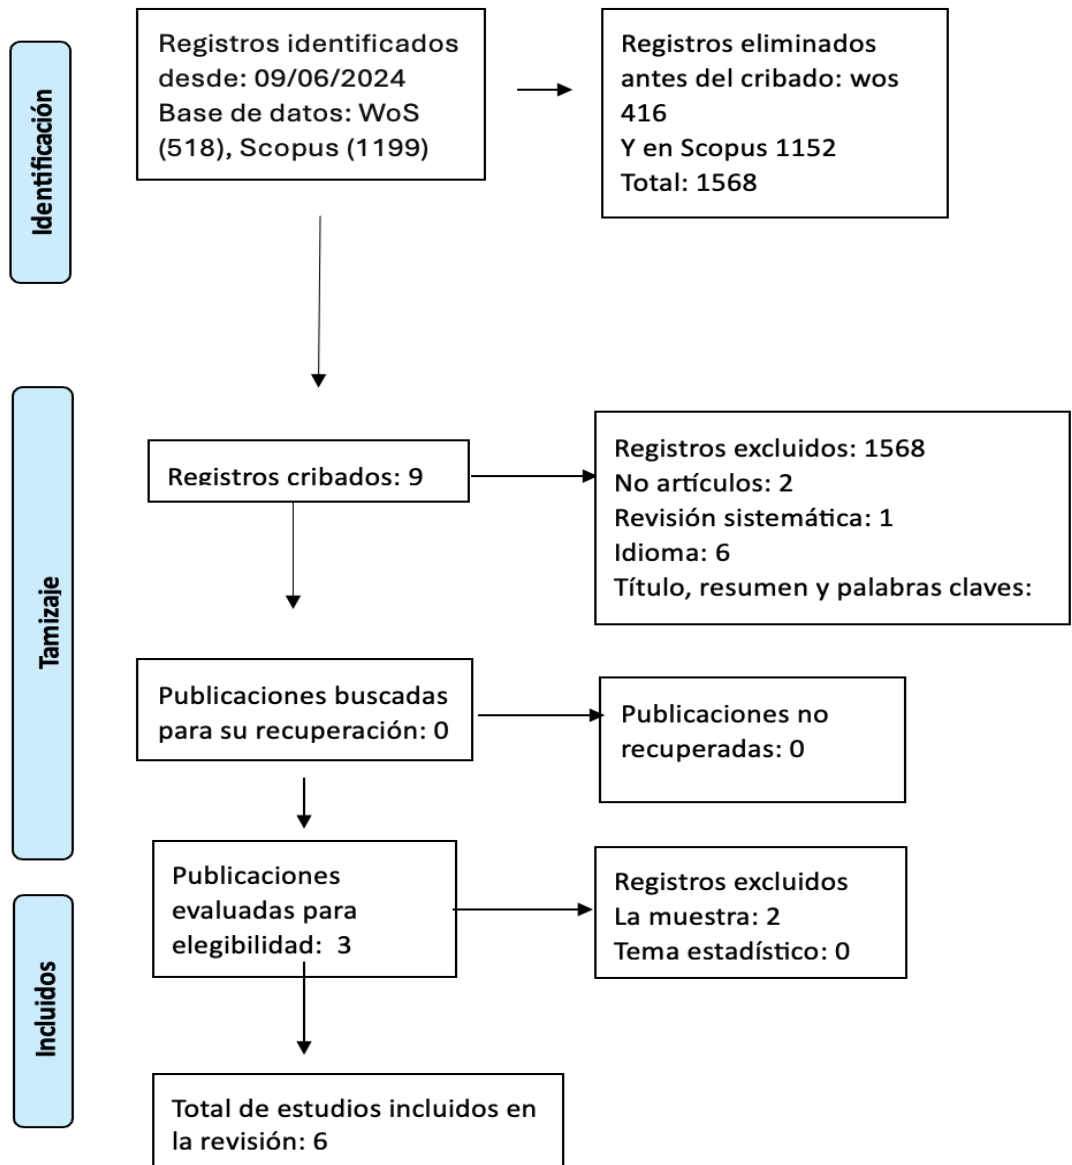 Identificación
Registros identificados
desde: 09/06/2024
Base de datos: WoS
(518), Scopus (1199)
Registros eliminados
antes del cribado: wos
416
Y en Scopus 1152
Total: 1568
Tamizaje
Registros cribados: 9
Registros excluidos: 1568
No artículos: 2
Revisión sistemática: 1
Idioma: 6
Título, resumen y palabras claves:
Publicaciones buscadas
para su recuperación: 0
Publicaciones no
recuperadas: 0
Publicaciones
evaluadas para
elegibilidad: 3
Registros excluidos
La muestra: 2
Tema estadístico: 0
Incluidos
Total de estudios incluidos en
la revisión: 6